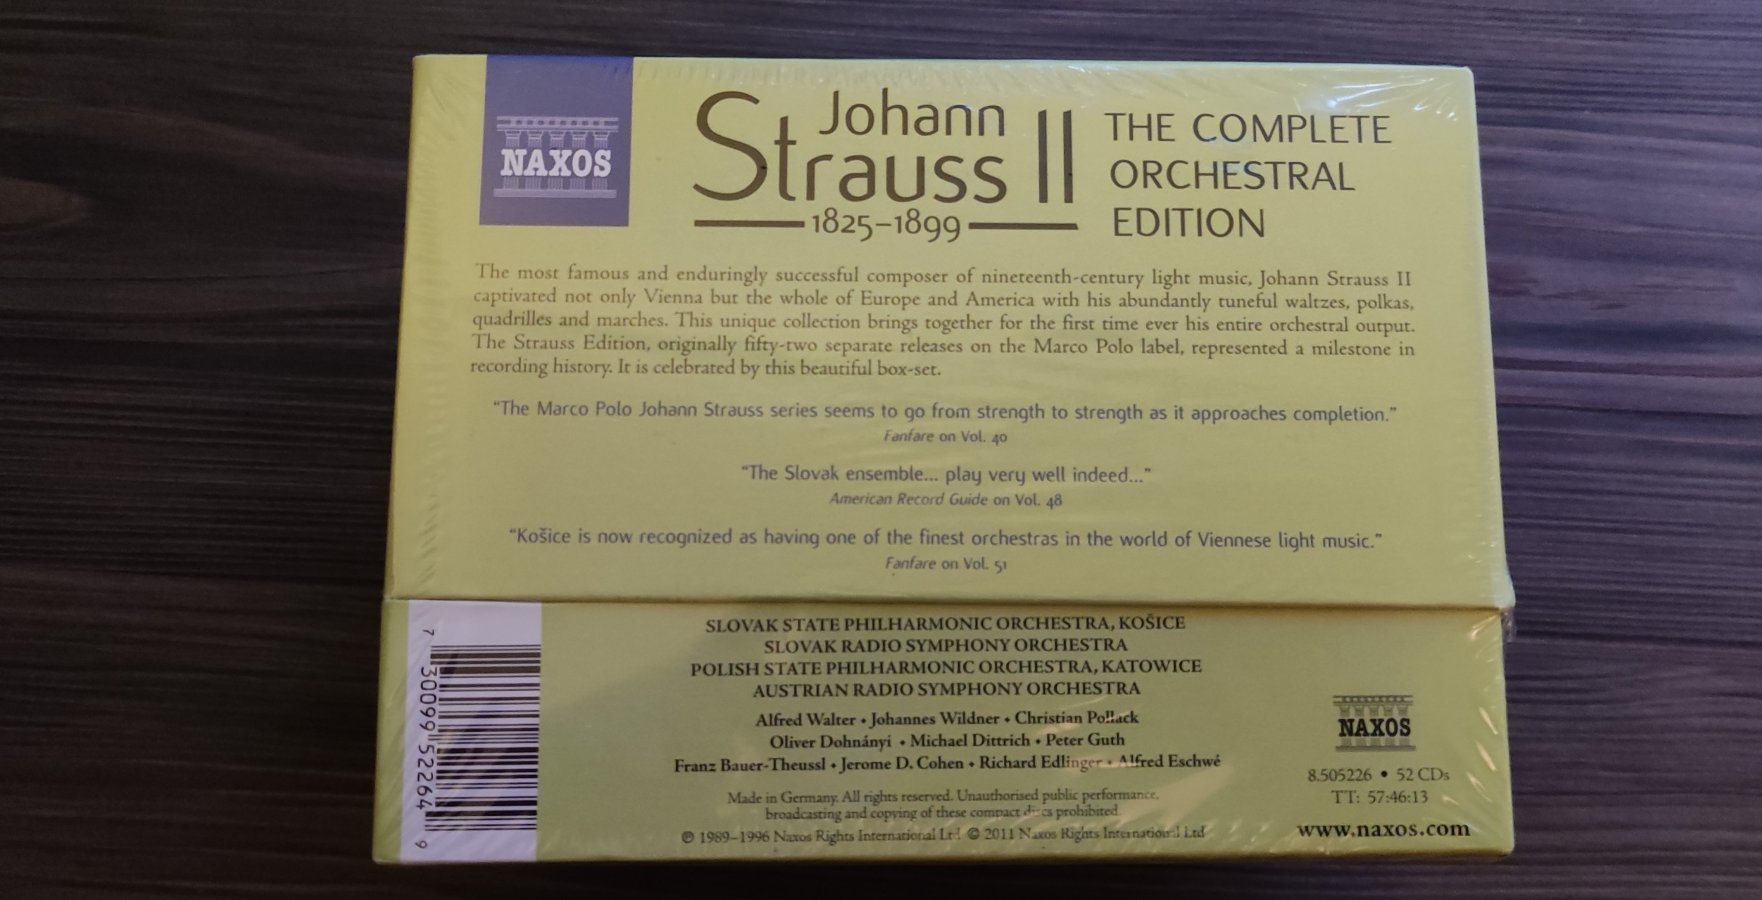 NAXOS
Johann
Strauss II
1825–1899
THE COMPLETE
ORCHESTRAL
EDITION
The most famous and enduringly successful composer of nineteenth-century light music, Johann Strauss II
captivated not only Vienna but the whole of Europe and America with his abundantly tuneful waltzes, polkas,
quadrilles and marches. This unique collection brings together for the first time ever his entire orchestral output.
The Strauss Edition, originally fifty-two separate releases on the Marco Polo label, represented a milestone in
recording history. It is celebrated by this beautiful box-set.
“The Marco Polo Johann Strauss series seems to go from strength to strength as it approaches completion.”
Fanfare on Vol. 40
“The Slovak ensemble... play very well indeed...”
American Record Guide on Vol. 48
“Košice is now recognized as having one of the finest orchestras in the world of Viennese light music.”
Fanfare on Vol. 51
7 30099 52264 9
SLOVAK STATE PHILHARMONIC ORCHESTRA, KOŠICE
SLOVAK RADIO SYMPHONY ORCHESTRA
POLISH STATE PHILHARMONIC ORCHESTRA, KATOWICE
AUSTRIAN RADIO SYMPHONY ORCHESTRA
Alfred Walter • Johannes Wildner • Christian Pollack
Oliver Dohnányi • Michael Dittrich • Peter Guth
Franz Bauer-Theussl • Jerome D. Cohen • Richard Edlinger • Alfred Eschwé
Made in Germany. All rights reserved. Unauthorised public performance,
broadcasting and copying of these compact discs prohibited.
℗ 1989–1996 Naxos Rights International Ltd © 2011 Naxos Rights International Ltd
NAXOS
8.505226 • 52 CDs
TT: 57:46:13
www.naxos.com